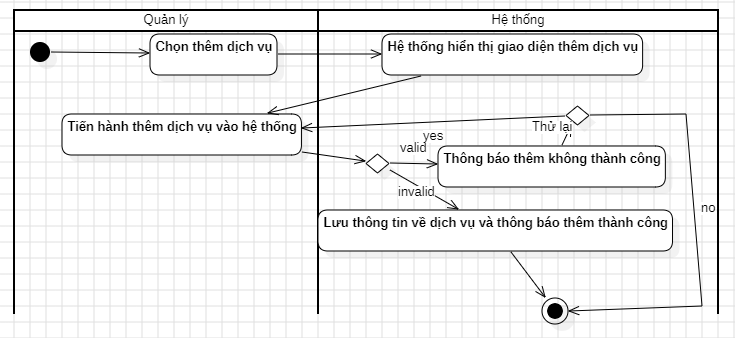 Quản lý
Hệ thống
Chọn thêm dịch vụ
Hệ thống hiển thị giao diện thêm dịch vụ
Tiến hành thêm dịch vụ vào hệ thống
Thử lại
yes
valid
Thông báo thêm không thành công
invalid
no
Lưu thông tin về dịch vụ và thông báo thêm thành công